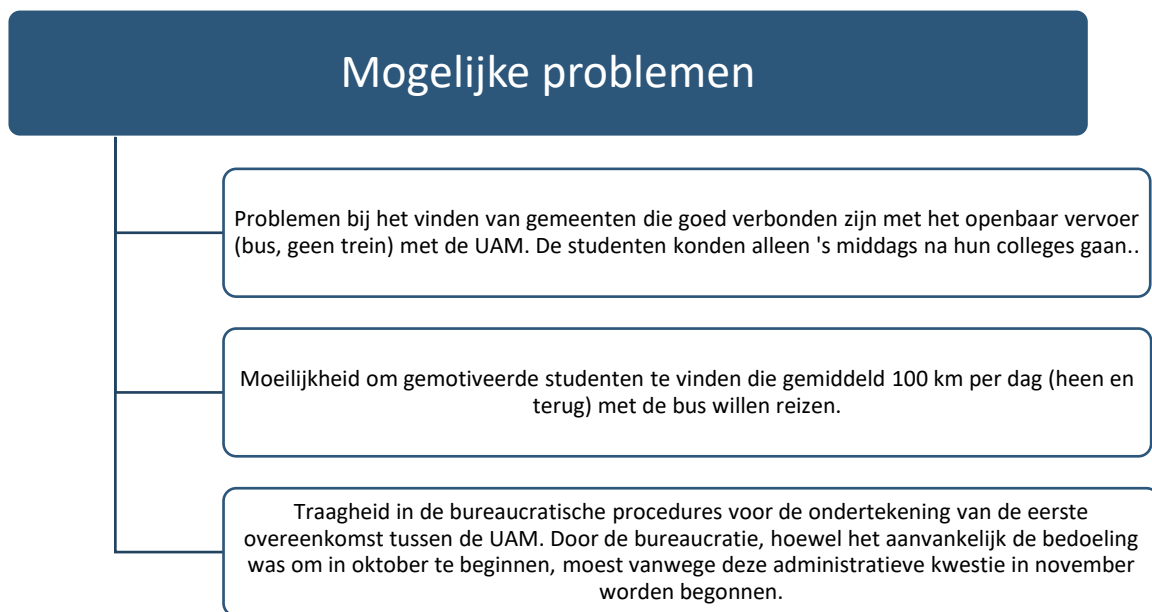 Mogelijke problemen
Problemen bij het vinden van gemeenten die goed verbonden zijn met het openbaar vervoer
(bus, geen trein) met de UAM. De studenten konden alleen 's middags na hun colleges gaan..
Moeilijkheid om gemotiveerde studenten te vinden die gemiddeld 100 km per dag (heen en
terug) met de bus willen reizen.
Traagheid in de bureaucratische procedures voor de ondertekening van de eerste
overeenkomst tussen de UAM. Door de bureaucratie, hoewel het aanvankelijk de bedoeling
was om in oktober te beginnen, moest vanwege deze administratieve kwestie in november
worden begonnen.